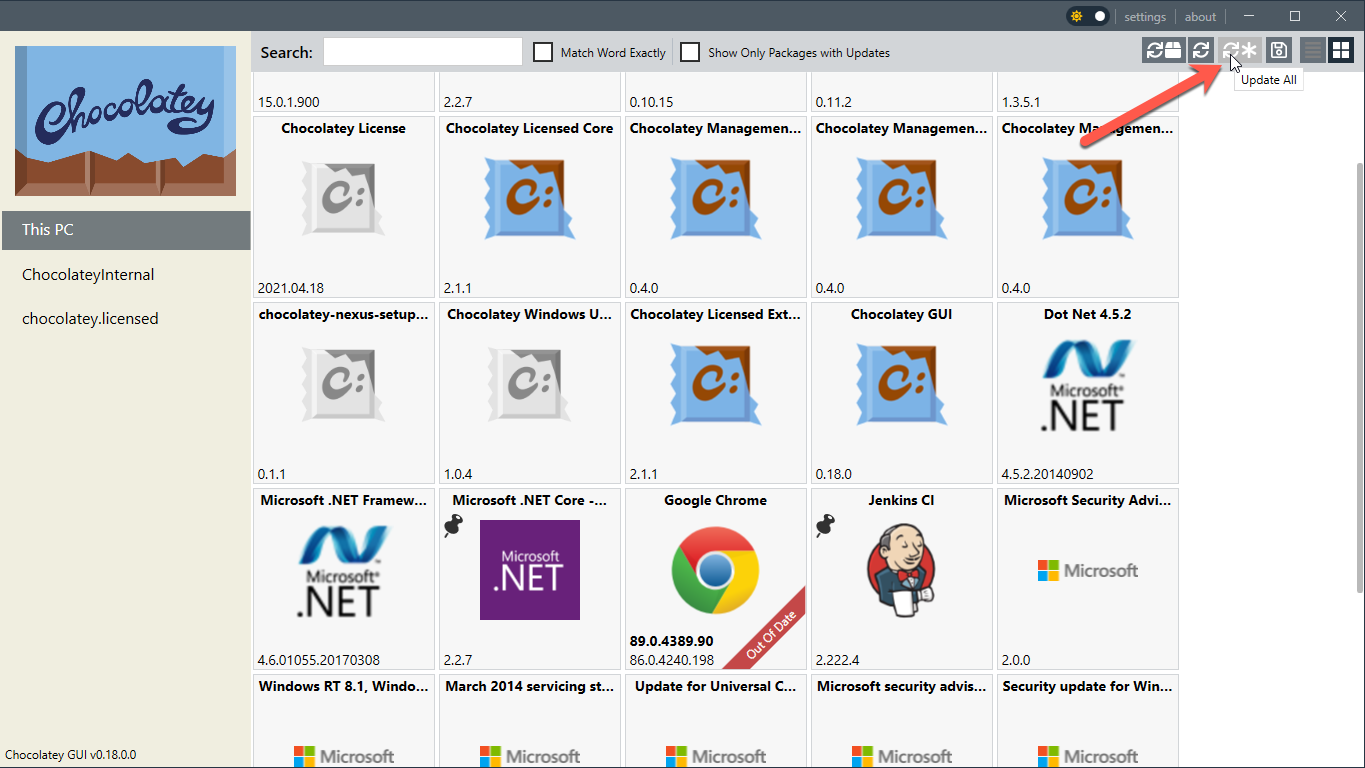 settings
about
Chocolatey
Search:
Match Word Exactly
Show Only Packages with Updates
Update All
This PC
ChocolateyInternal
chocolatey.licensed
15.0.1.900
2.2.7
0.10.15
0.11.2
1.3.5.1
Chocolatey License
Chocolatey Licensed Core
Chocolatey Managemen...
Chocolatey Managemen...
Chocolatey Managemen...
C:
C:
C:
C:
C:
2021.04.18
2.1.1
0.4.0
0.4.0
0.4.0
chocolatey-nexus-setup...
Chocolatey Windows U...
Chocolatey Licensed Ext...
Chocolatey GUI
Dot Net 4.5.2
C:
C:
C:
C:
Microsoft®
.NET
0.1.1
1.0.4
2.1.1
0.18.0
4.5.2.20140902
Microsoft .NET Framew...
Microsoft .NET Core -...
Google Chrome
Jenkins CI
Microsoft Security Advi...
Microsoft®
.NET
Microsoft
.NET
Microsoft
Out Of Date
89.0.4389.90
4.6.01055.20170308
2.2.7
86.0.4240.198
2.222.4
2.0.0
Windows RT 8.1, Windo...
March 2014 servicing st...
Update for Universal C...
Microsoft security advis...
Security update for Win...
Microsoft
Microsoft
Microsoft
Microsoft
Microsoft
Chocolatey GUI v0.18.0.0